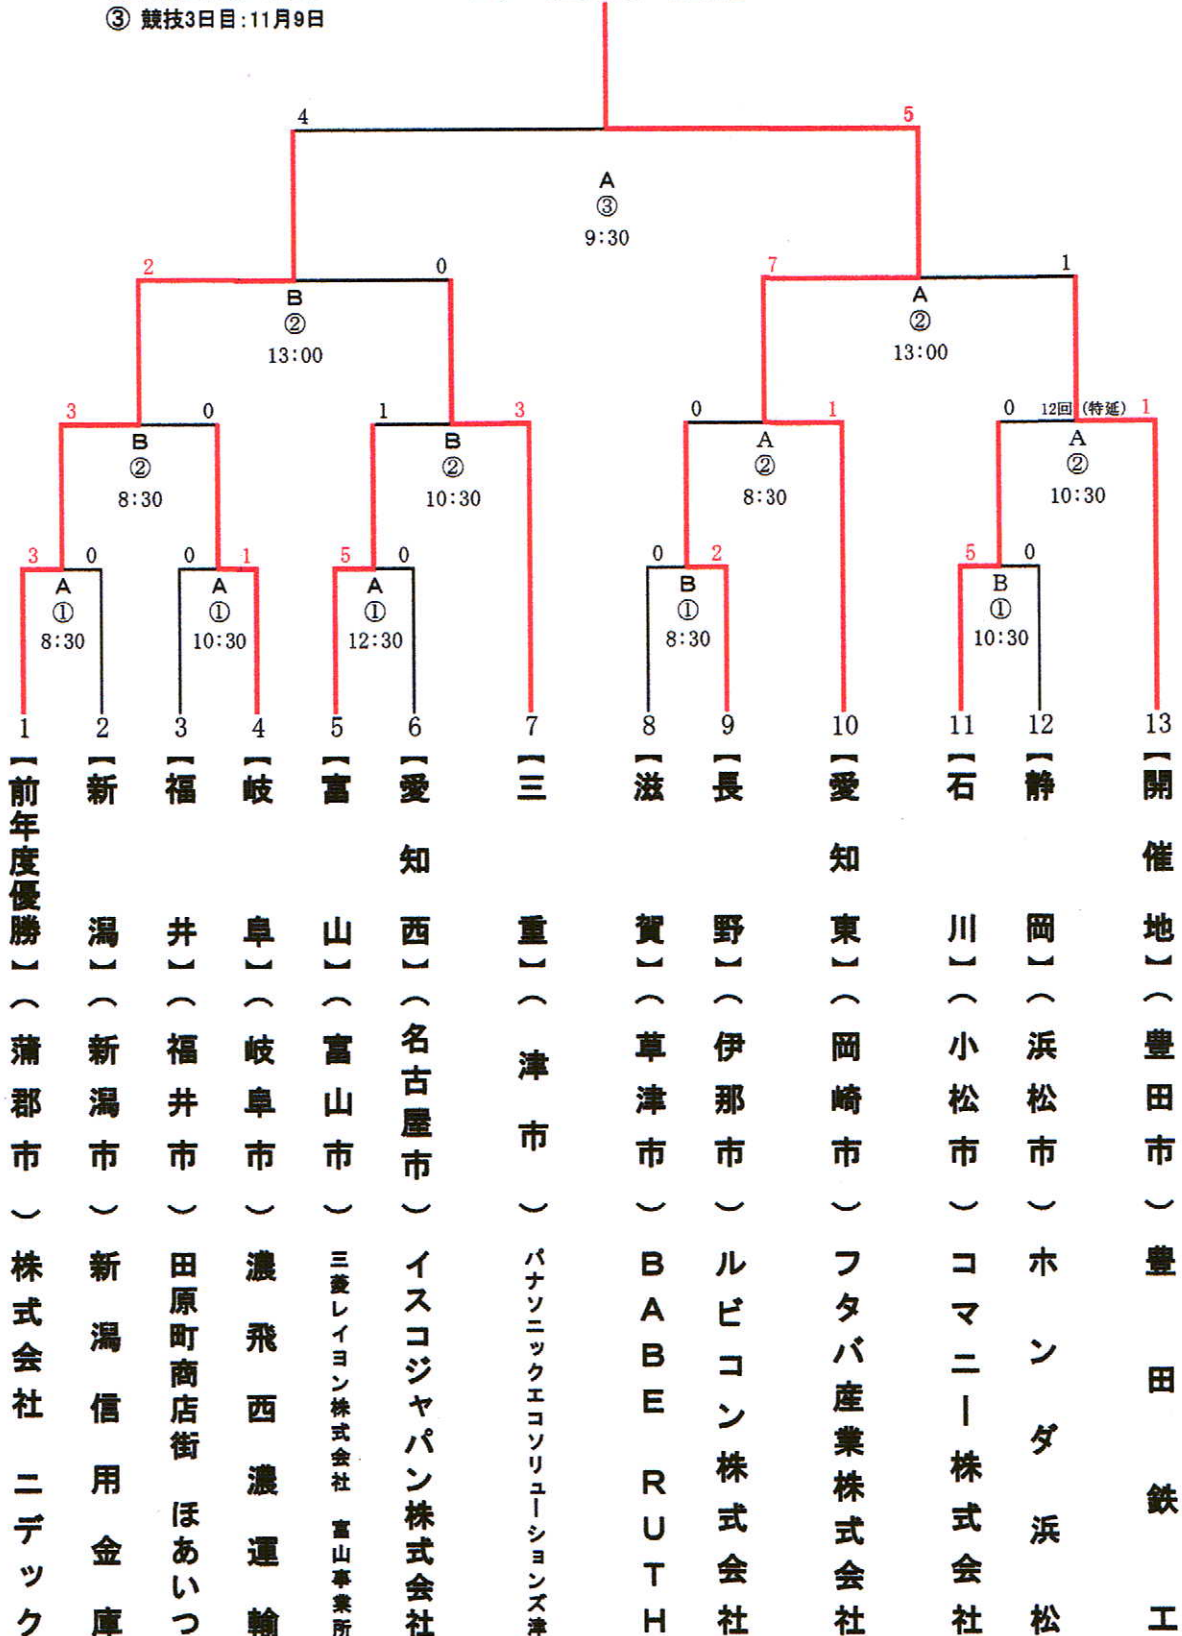 ③ 競技3日目:11月9日
4
5
A
③
9:30
2
0
7
1
B
②
13:00
A
②
13:00
3
0
1
3
0
1
0
12回(特延)
1
B
②
8:30
B
②
10:30
A
②
8:30
A
②
10:30
3
0
0
1
5
0
0
2
5
0
A
①
8:30
A
①
10:30
A
①
12:30
B
①
8:30
B
①
10:30
1
2
3
4
5
6
7
8
9
10
11
12
13
【前年度優勝】(蒲郡市)株式会社 ニデック
【新潟】(新潟市)新潟信用金庫
【福井】(福井市)田原町商店街 ほあいつ
【岐阜】(岐阜市)濃飛西濃運輸
【富山】(富山市)三菱レイヨン株式会社 富山事業所
【愛知西】(名古屋市)イスコジャパン株式会社
【三重】(津市)パナソニックエコソリューションズ津
【滋賀】(草津市)BABE RUTH
【長野】(伊那市)ルビコン株式会社
【愛知東】(岡崎市)フタバ産業株式会社
【石川】(小松市)コマニー株式会社
【静岡】(浜松市)ホンダ浜松
【開催地】(豊田市)豊田鉄工